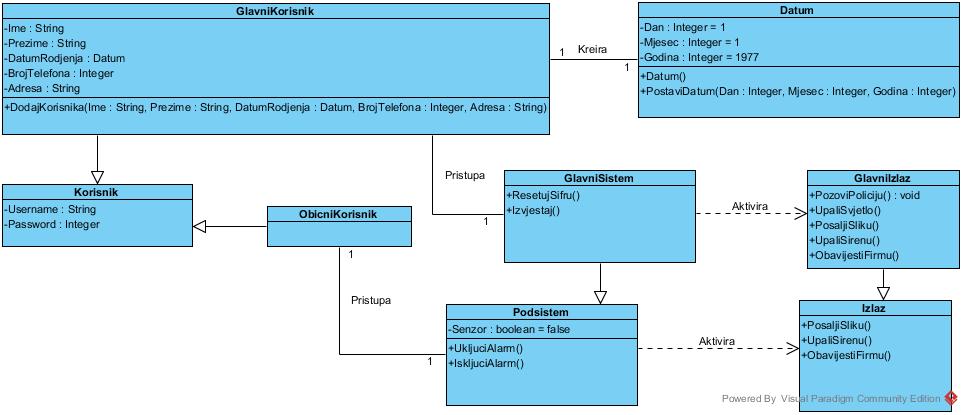 GlavniKorisnik
-Ime : String
-Prezime : String
-DatumRodjenja : Datum
-BrojTelefona : Integer
-Adresa : String
+DodajKorisnika(Ime : String, Prezime : String, DatumRodjenja : Datum, BrojTelefona : Integer, Adresa : String)
1
Kreira
1
Datum
-Dan : Integer = 1
-Mjesec : Integer = 1
-Godina : Integer = 1977
+Datum()
+PostaviDatum(Dan : Integer, Mjesec : Integer, Godina : Integer)
Korisnik
-Username : String
-Password : Integer
ObicniKorisnik
1
Pristupa
1
Pristupa
1
GlavniSistem
+ResetujSifru()
+Izvjestaj()
Aktivira
GlavniIzlaz
+PozoviPoliciju() : void
+UpaliSvjetlo()
+PosaljiSliku()
+UpaliSirenu()
+ObavijestiFirmu()
Podsistem
-Senzor : boolean = false
+UkljuciAlarm()
+IskljuciAlarm()
Aktivira
Izlaz
+PosaljiSliku()
+UpaliSirenu()
+ObavijestiFirmu()
Powered By Visual Paradigm Community Edition